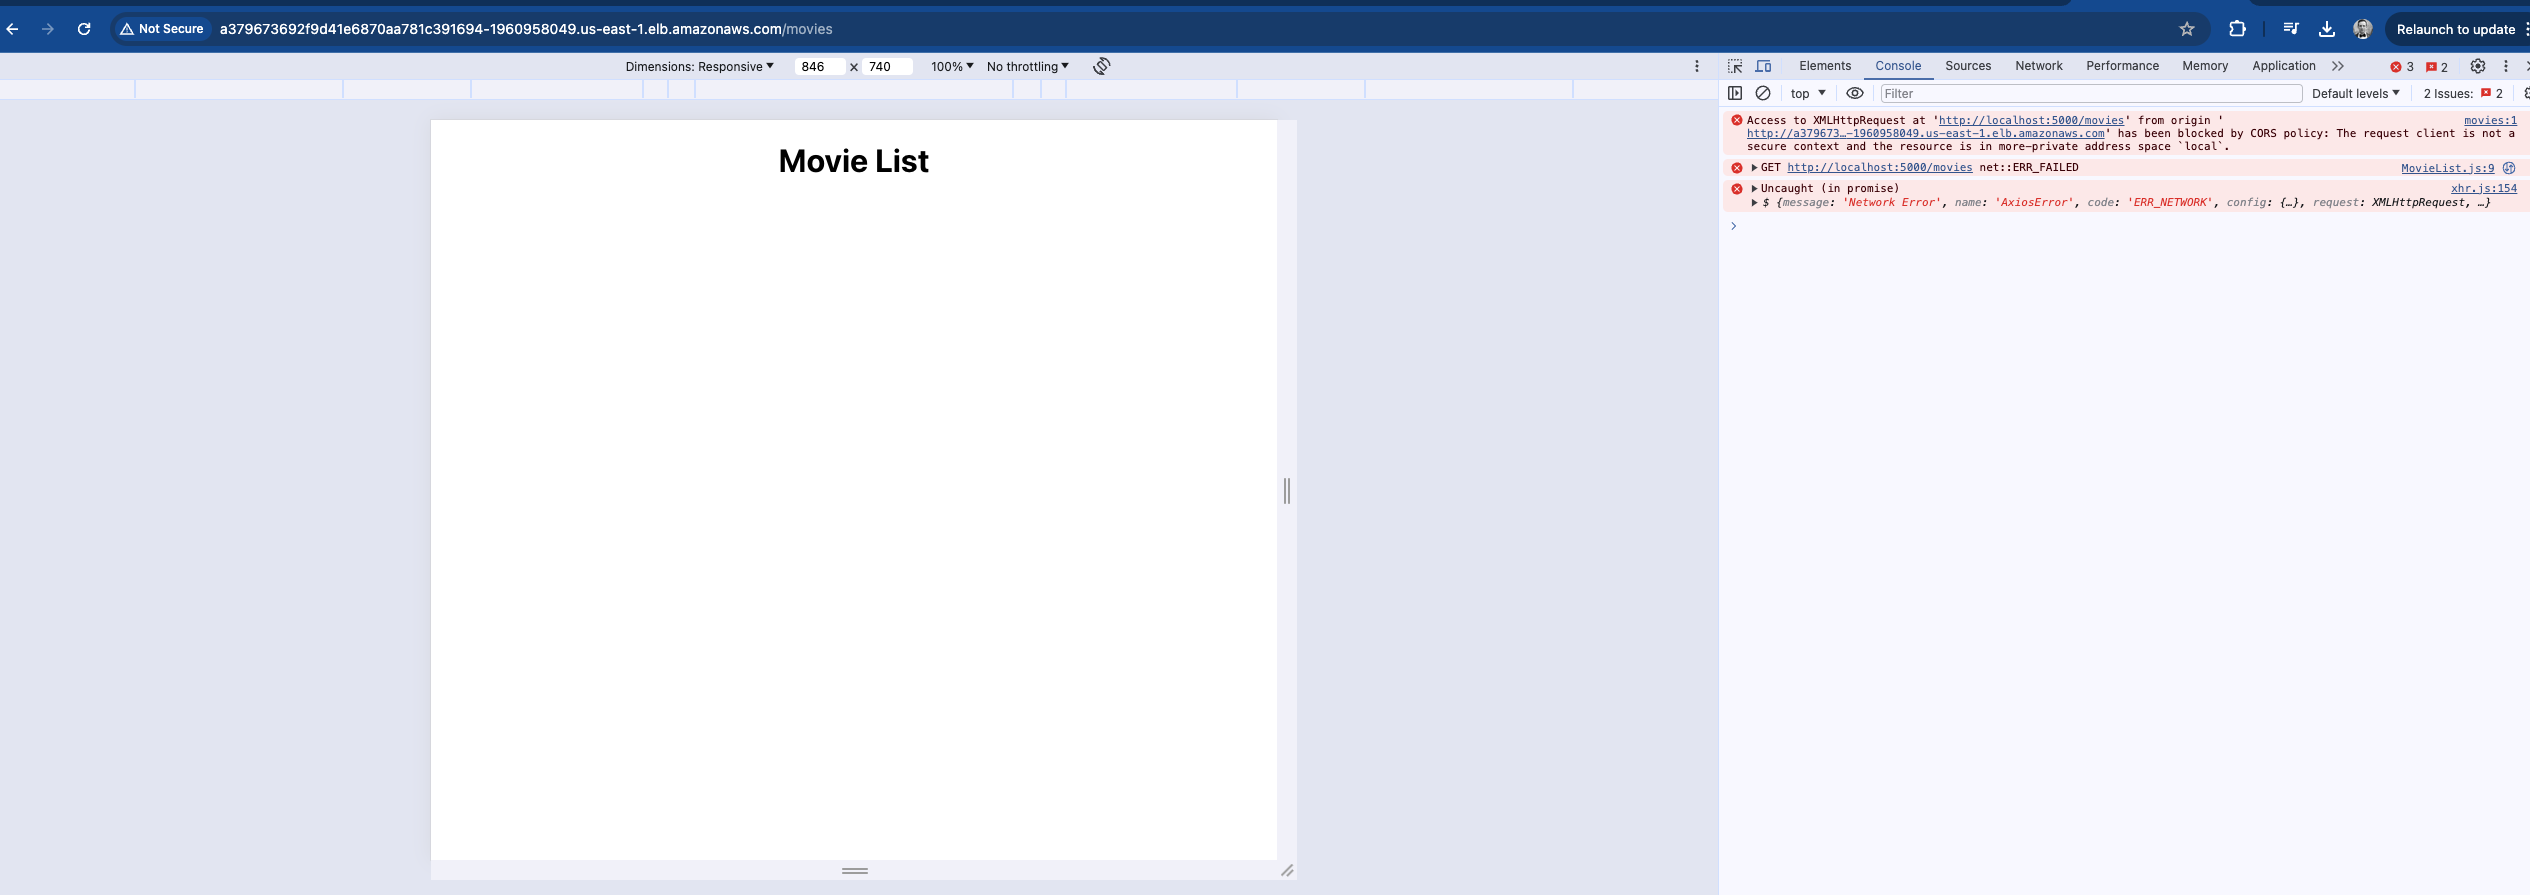 Not Secure a379673692f9d41e6870aa781c391694-1960958049.us-east-1.elb.amazonaws.com/movies Relaunch to update
Dimensions: Responsive 846 × 740 100% No throttling
Elements Console Sources Network Performance Memory Application 3 2
top Filter Default levels 2 Issues: 2
Movie List
Access to XMLHttpRequest at 'http://localhost:5000/movies' from origin ' movies:1
http://a379673…-1960958049.us-east-1.elb.amazonaws.com' has been blocked by CORS policy: The request client is not a
secure context and the resource is in more-private address space `local`.
GET http://localhost:5000/movies net::ERR_FAILED MovieList.js:9
Uncaught (in promise) xhr.js:154
$ {message: 'Network Error', name: 'AxiosError', code: 'ERR_NETWORK', config: {…}, request: XMLHttpRequest, …}